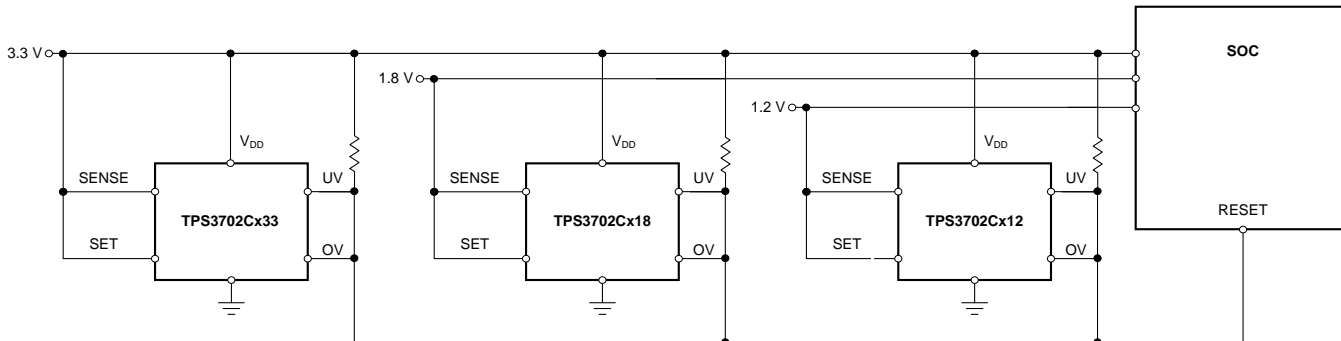 SOC
3.3 V
1.8 V
1.2 V
VDD
VDD
VDD
SENSE
UV
SENSE
UV
SENSE
UV
TPS3702Cx33
TPS3702Cx18
TPS3702Cx12
RESET
SET
OV
SET
OV
SET
OV